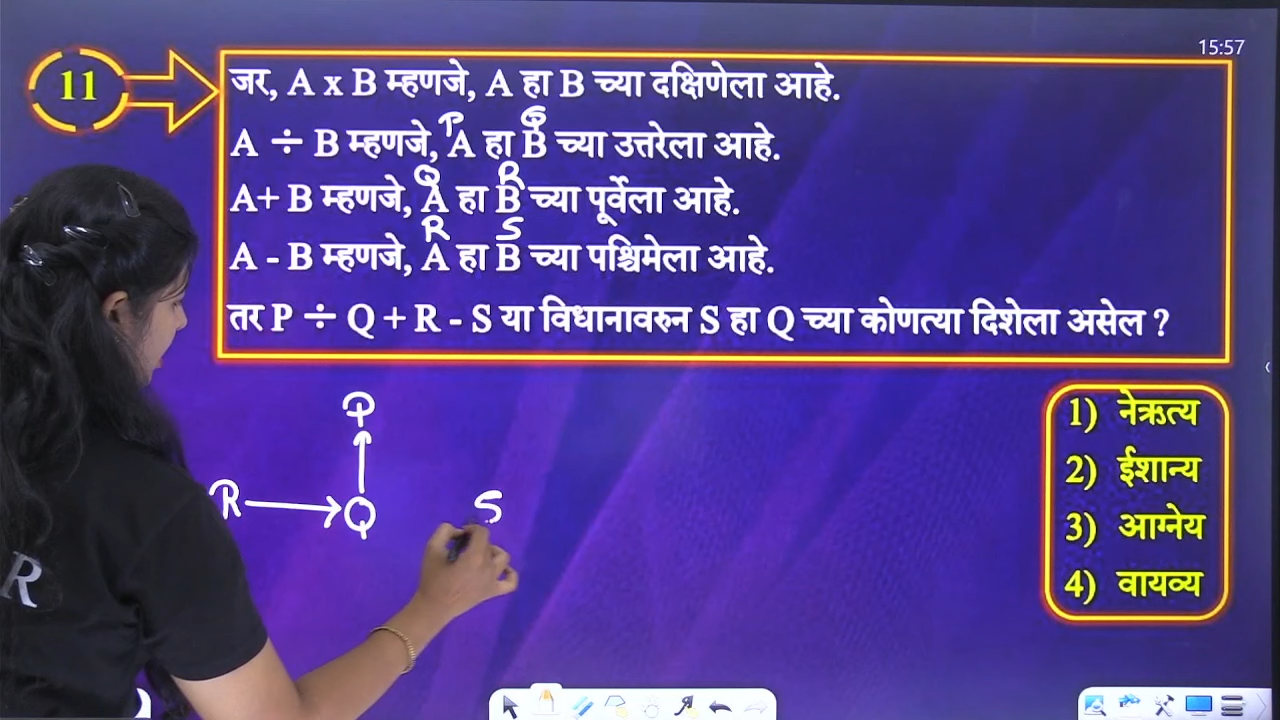 15:57
11
जर, A x B म्हणजे, A हा B च्या दक्षिणेला आहे.
P Q
A ÷ B म्हणजे, A हा B च्या उत्तरेला आहे.
Q R
A+ B म्हणजे, A हा B च्या पूर्वेला आहे.
R S
A - B म्हणजे, A हा B च्या पश्चिमेला आहे.
तर P ÷ Q + R - S या विधानावरुन S हा Q च्या कोणत्या दिशेला असेल ?
P
R Q S
1) नेऋत्य
2) ईशान्य
3) आग्नेय
4) वायव्य
R